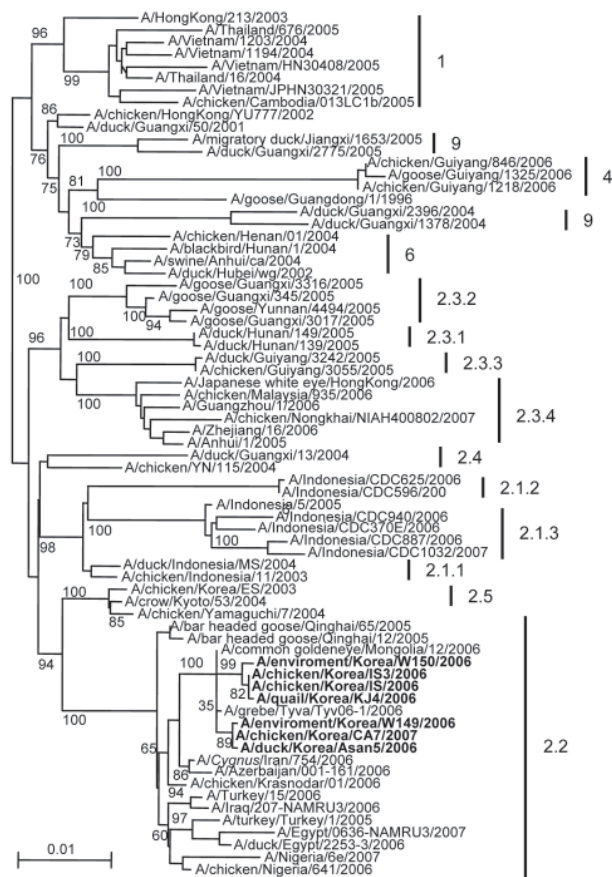 A/HongKong/213/2003
96
A/Thailand/676/2005
A/Vietnam/1203/2004
A/Vietnam/1194/2004
A/Vietnam/HN30408/2005
1
99
A/Thailand/16/2004
A/Vietnam/JPHN30321/2005
A/chicken/Cambodia/013LC1b/2005
86
A/chicken/HongKong/YU777/2002
A/duck/Guangxi/50/2001
100
A/migratory duck/Jiangxi/1653/2005
9
76
A/duck/Guangxi/2775/2005
A/chicken/Guiyang/846/2006
75
81
A/goose/Guiyang/1325/2006
4
100
A/chicken/Guiyang/1218/2006
A/goose/Guangdong/1/1996
100
A/duck/Guangxi/2396/2004
9
A/duck/Guangxi/1378/2004
73
A/chicken/Henan/01/2004
79
A/blackbird/Hunan/1/2004
6
85
A/swine/Anhui/ca/2004
A/duck/Hubei/wg/2002
100
100
A/goose/Guangxi/3316/2005
A/goose/Guangxi/345/2005
2.3.2
100
94
A/goose/Yunnan/4494/2005
A/goose/Guangxi/3017/2005
96
100
A/duck/Hunan/149/2005
2.3.1
A/duck/Hunan/139/2005
100
A/duck/Guiyang/3242/2005
2.3.3
A/chicken/Guiyang/3055/2005
A/Japanese white eye/HongKong/2006
100
A/chicken/Malaysia/935/2006
A/Guangzhou/1/2006
2.3.4
A/chicken/Nongkhai/NIAH400802/2007
A/Zhejiang/16/2006
A/Anhui/1/2005
A/duck/Guangxi/13/2004
2.4
A/chicken/YN/115/2004
A/Indonesia/CDC625/2006
2.1.2
A/Indonesia/CDC596/200
6
A/Indonesia/5/2005
A/Indonesia/CDC940/2006
100
A/Indonesia/CDC370E/2006
2.1.3
98
100
A/Indonesia/CDC887/2006
A/Indonesia/CDC1032/2007
A/duck/Indonesia/MS/2004
2.1.1
A/chicken/Indonesia/11/2003
100
A/chicken/Korea/ES/2003
2.5
A/crow/Kyoto/53/2004
85
A/chicken/Yamaguchi/7/2004
A/bar headed goose/Qinghai/65/2005
A/bar headed goose/Qinghai/12/2005
94
A/common goldeneye/Mongolia/12/2006
100
99
A/enviroment/Korea/W150/2006
A/chicken/Korea/IS3/2006
A/chicken/Korea/IS/2006
82
A/quail/Korea/KJ4/2006
35
A/grebe/Tyva/Tyv06-1/2006
100
A/enviroment/Korea/W149/2006
A/chicken/Korea/CA7/2007
89
A/duck/Korea/Asan5/2006
2.2
65
A/Cygnus/Iran/754/2006
86
A/Azerbaijan/001-161/2006
94
A/chicken/Krasnodar/01/2006
A/Turkey/15/2006
A/Iraq/207-NAMRU3/2006
97
A/turkey/Turkey/1/2005
60
A/Egypt/0636-NAMRU3/2007
A/duck/Egypt/2253-3/2006
0.01
A/Nigeria/6e/2007
A/chicken/Nigeria/641/2006